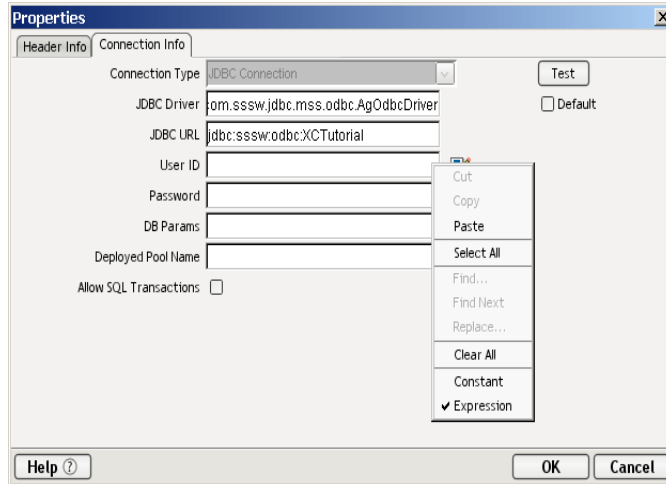 Properties
Header Info
Connection Info
Connection Type JDBC Connection
Test
JDBC Driver com.sssw.jdbc.mss.odbc.AgOdbcDriver
Default
JDBC URL jdbc:sssw:odbc:XCTutorial
User ID
Password
DB Params
Deployed Pool Name
Allow SQL Transactions
Cut
Copy
Paste
Select All
Find...
Find Next
Replace...
Clear All
Constant
Expression
Help ?
OK
Cancel